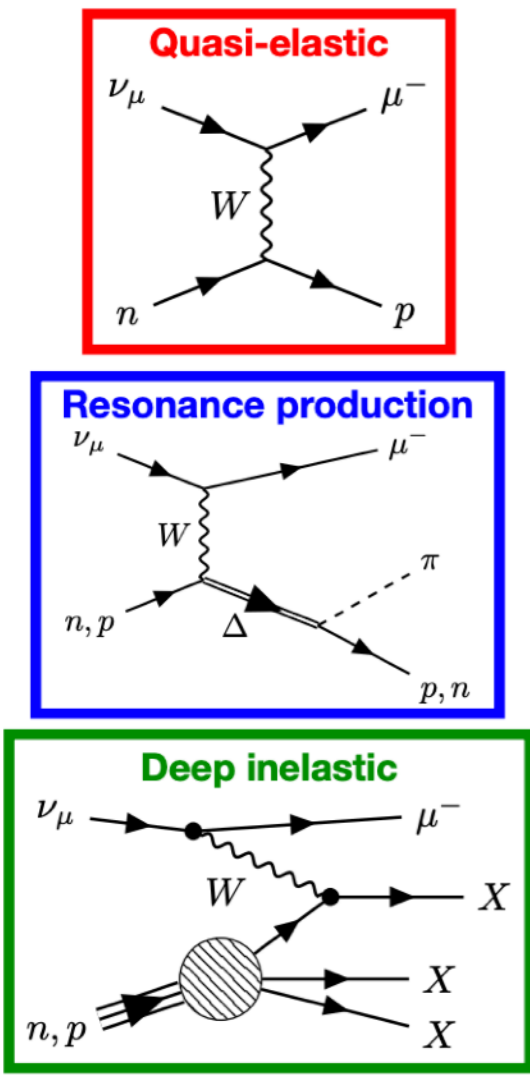 Quasi-elastic
νμ μ−
W
n p
Resonance production
νμ μ−
W
π
n, p Δ
p, n
Deep inelastic
νμ μ−
W X
X
n, p X